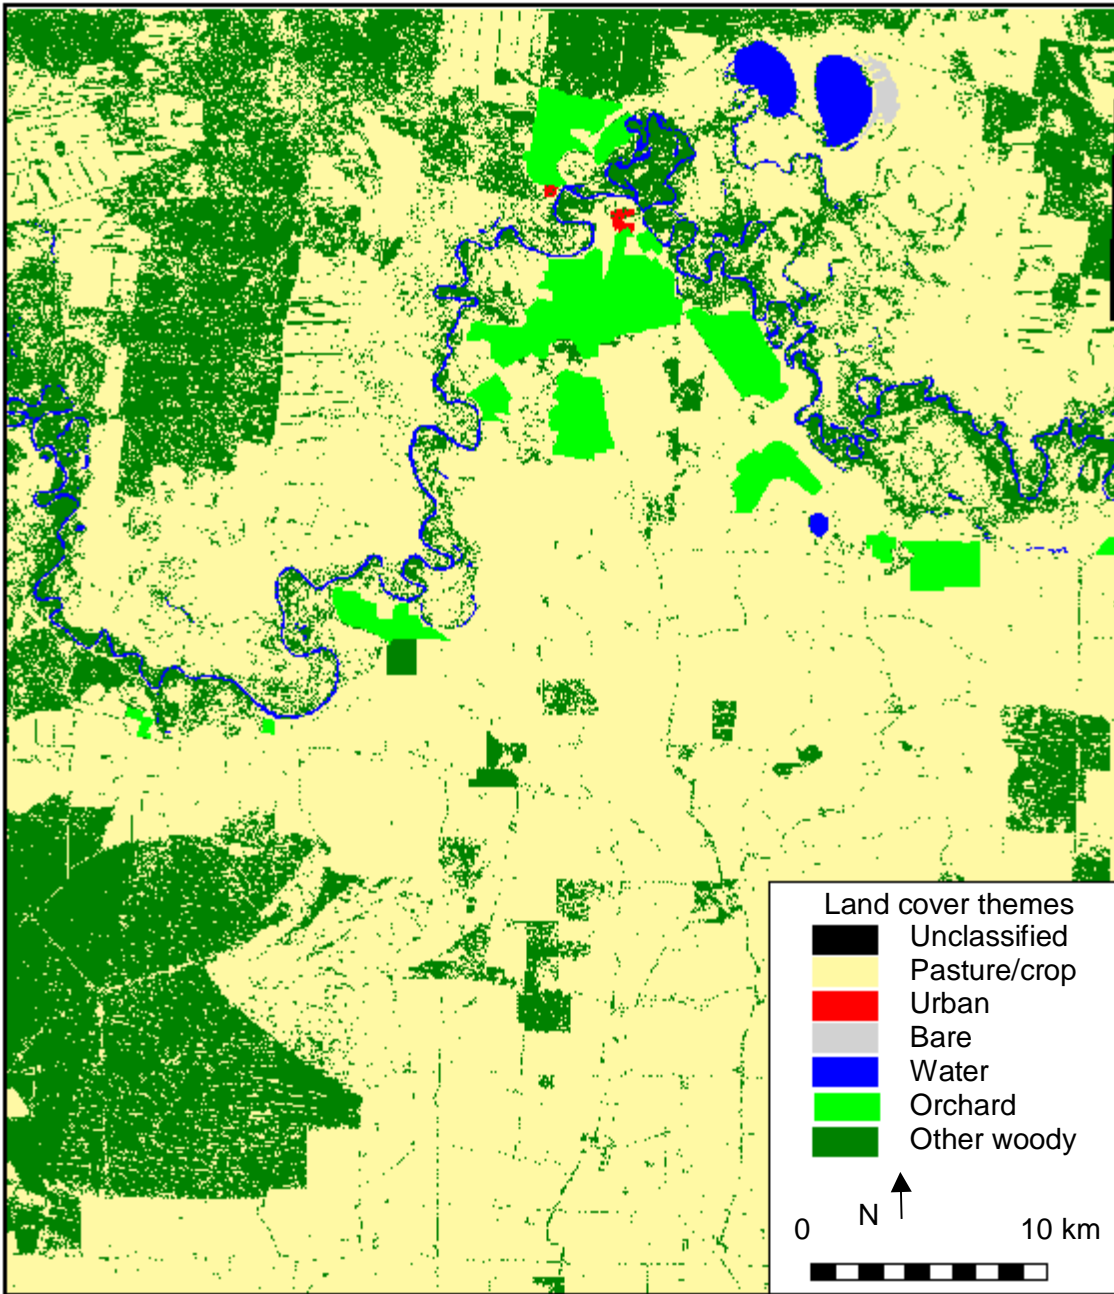 Land cover themes
Unclassified
Pasture/crop
Urban
Bare
Water
Orchard
Other woody
N
0 10 km